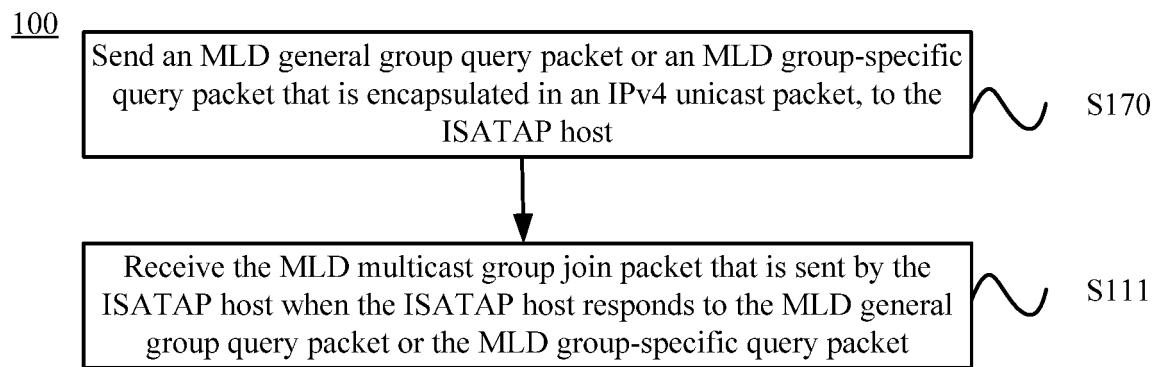 100
Send an MLD general group query packet or an MLD group-specific
query packet that is encapsulated in an IPv4 unicast packet, to the
ISATAP host
S170
Receive the MLD multicast group join packet that is sent by the
ISATAP host when the ISATAP host responds to the MLD general
group query packet or the MLD group-specific query packet
S111